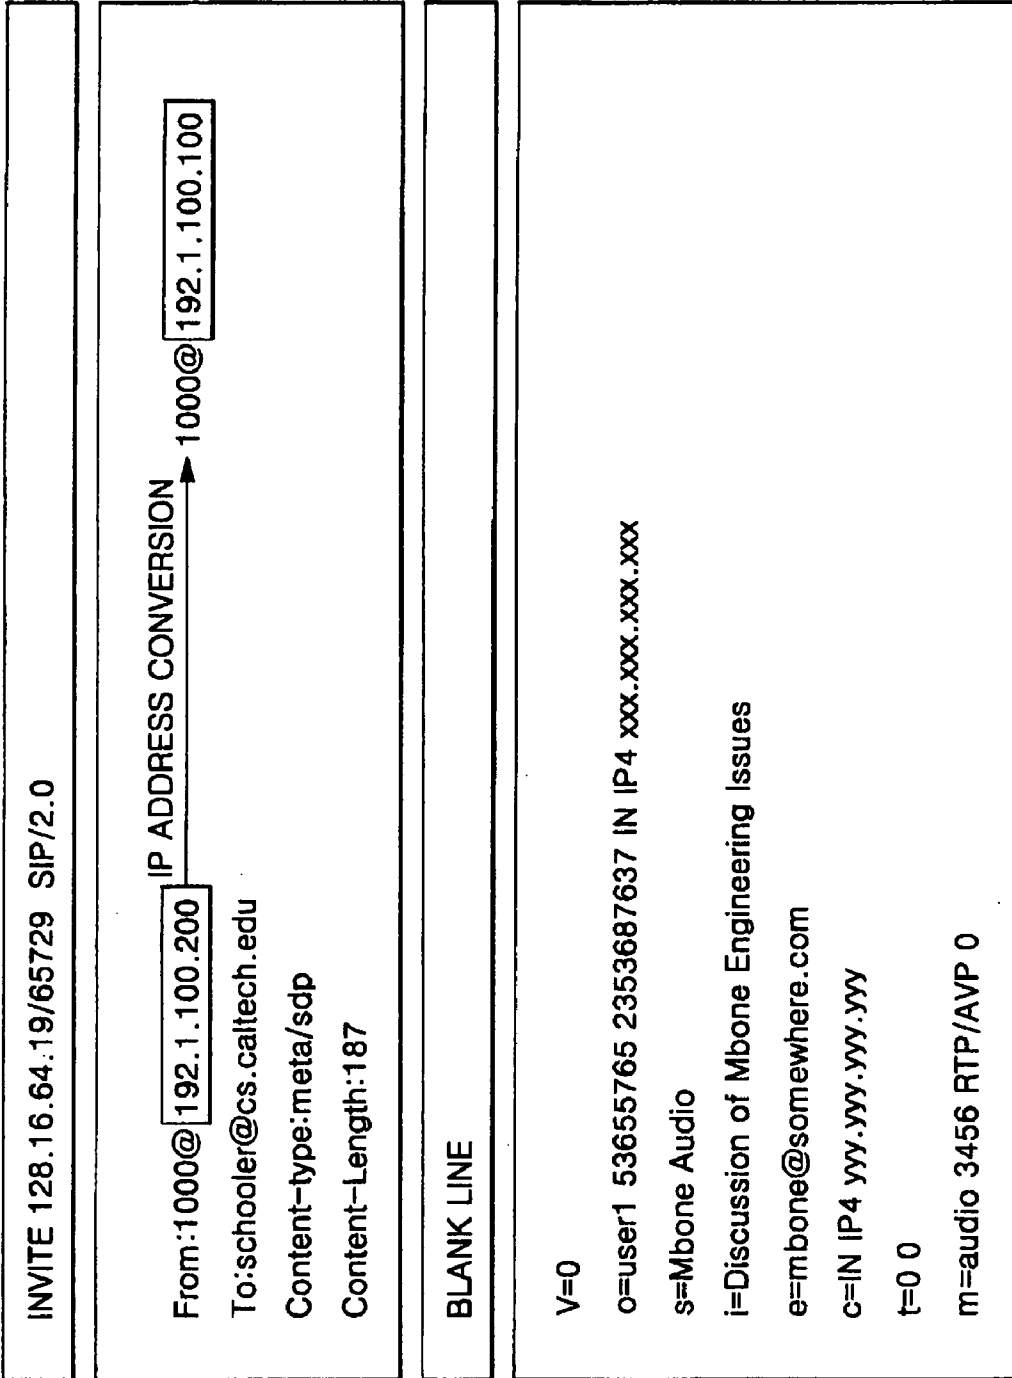 INVITE 128.16.64.19/65729 SIP/2.0
IP ADDRESS CONVERSION
From:1000@192.1.100.200 1000@192.1.100.100
To:schooler@cs.caltech.edu
Content-type:meta/sdp
Content-Length:187
BLANK LINE
V=0
o=user1 53655765 2353687637 IN IP4 xxx.xxx.xxx.xxx
s=Mbone Audio
i=Discussion of Mbone Engineering Issues
e=mbone@somewhere.com
c=IN IP4 yyy.yyy.yyy.yyy
t=0 0
m=audio 3456 RTP/AVP 0